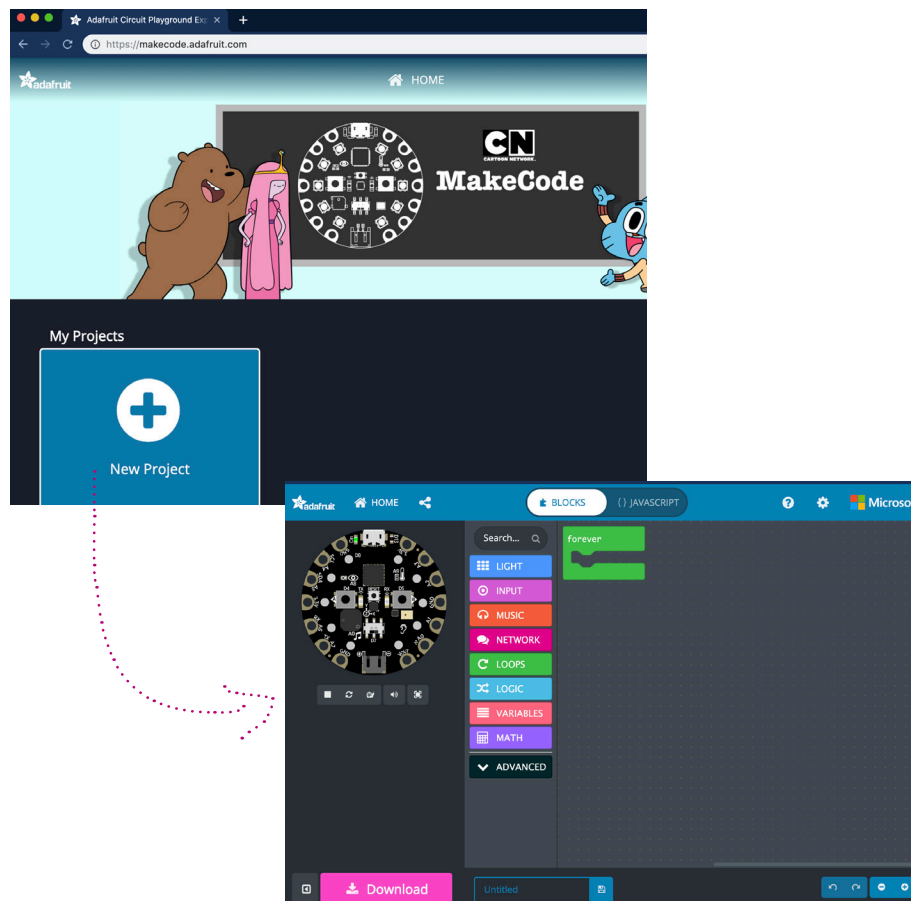 Adafruit Circuit Playground Exp
https://makecode.adafruit.com
adafruit
HOME
CN
CARTOON NETWORK.
MakeCode
My Projects
New Project
adafruit
HOME
BLOCKS
{} JAVASCRIPT
?
Microso
Search...
forever
LIGHT
INPUT
MUSIC
NETWORK
LOOPS
LOGIC
VARIABLES
MATH
ADVANCED
Download
Untitled